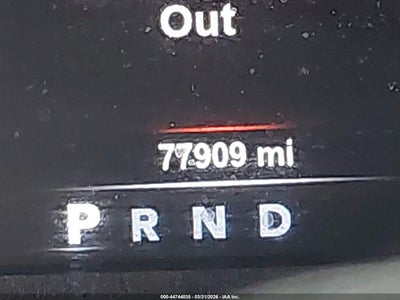 Out
77909 mi
P R N D
000-44744035 - 03/31/2026 - IAA Inc.